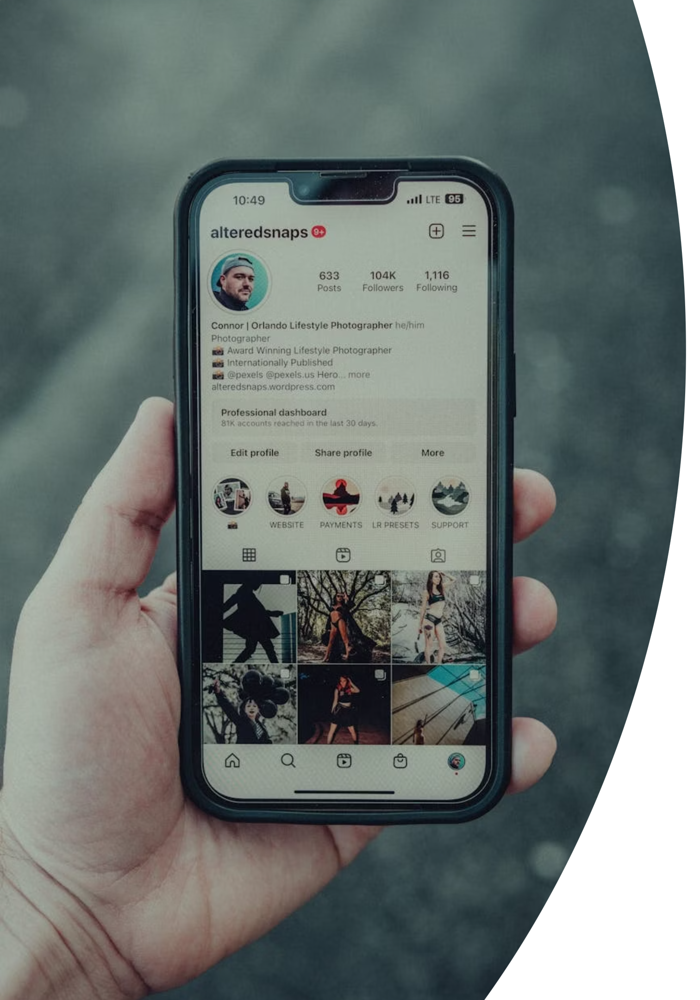 10:49 LTE 95
alteredsnaps 9+
633 104K 1,116
Posts Followers Following
Connor | Orlando Lifestyle Photographer he/him
Photographer
📸 Award Winning Lifestyle Photographer
📸 Internationally Published
📸 @pexels @pexels.us Hero... more
alteredsnaps.wordpress.com
Professional dashboard
81K accounts reached in the last 30 days.
Edit profile Share profile More
📸 WEBSITE PAYMENTS LR PRESETS SUPPORT